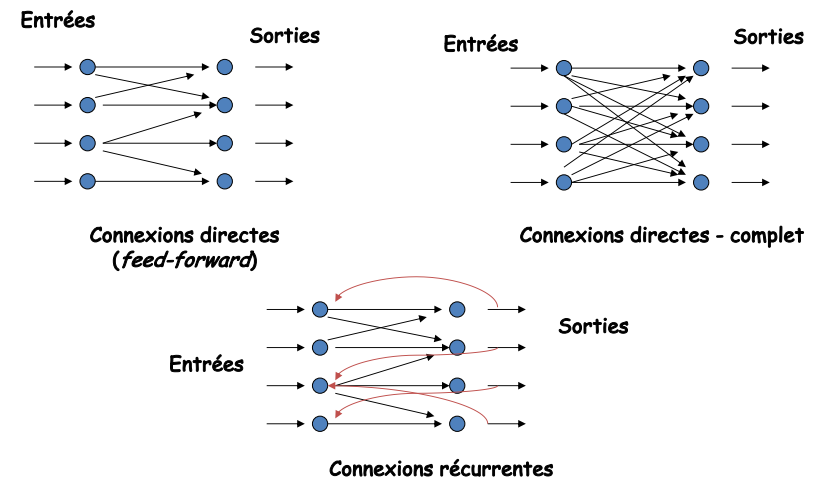 Entrées
Sorties
Connexions directes
(feed-forward)
Entrées
Sorties
Connexions directes - complet
Entrées
Sorties
Connexions récurrentes